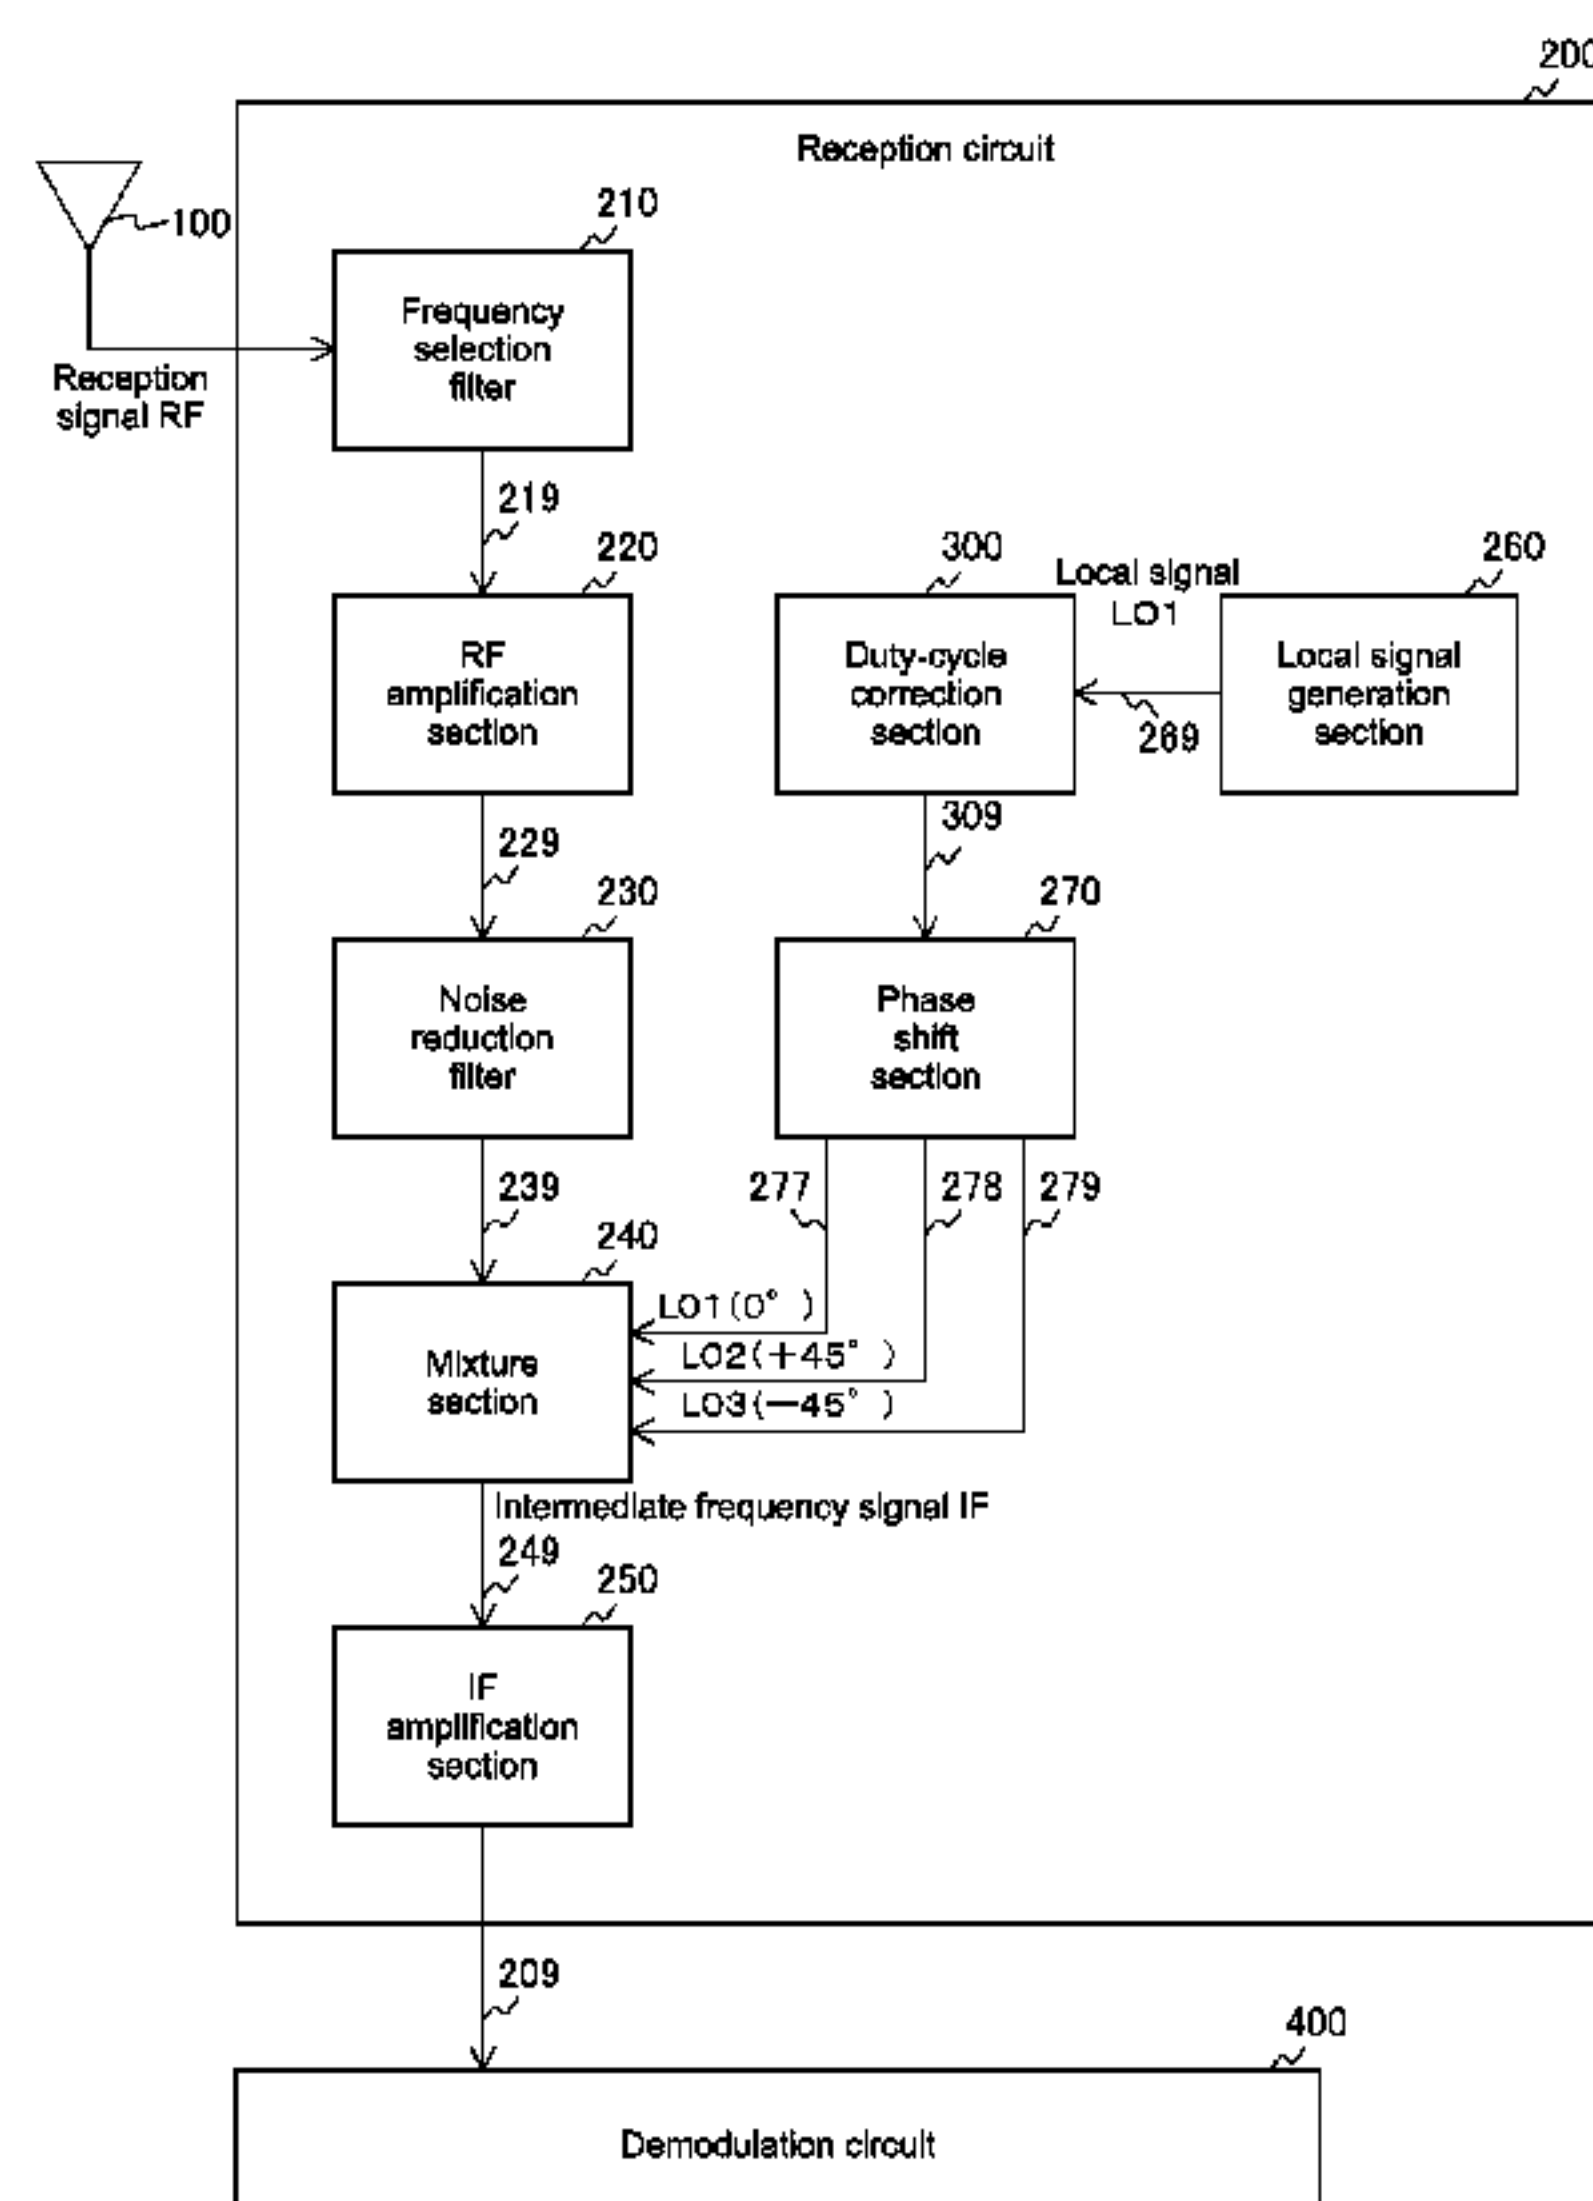 200
Reception circuit
100
210
Frequency
selection
filter
Reception
signal RF
219
220
RF
amplification
section
300
Duty-cycle
correction
section
Local signal
LO1
269
260
Local signal
generation
section
229
309
230
Noise
reduction
filter
270
Phase
shift
section
239
277
278
279
240
Mixture
section
LO1(0°)
LO2(+45°)
LO3(−45°)
Intermediate frequency signal IF
249
250
IF
amplification
section
209
400
Demodulation circuit